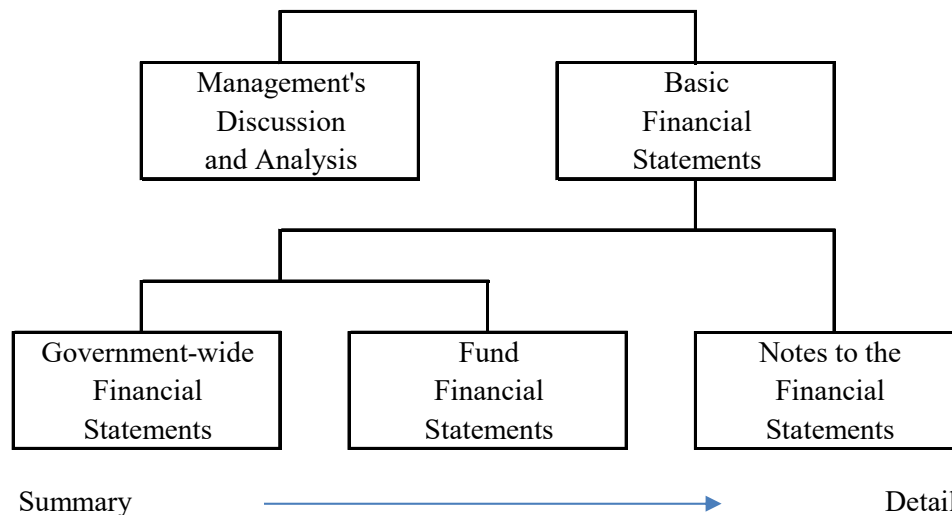 Management's
Discussion
and Analysis
Basic
Financial
Statements
Government-wide
Financial
Statements
Fund
Financial
Statements
Notes to the
Financial
Statements
Summary
Detail